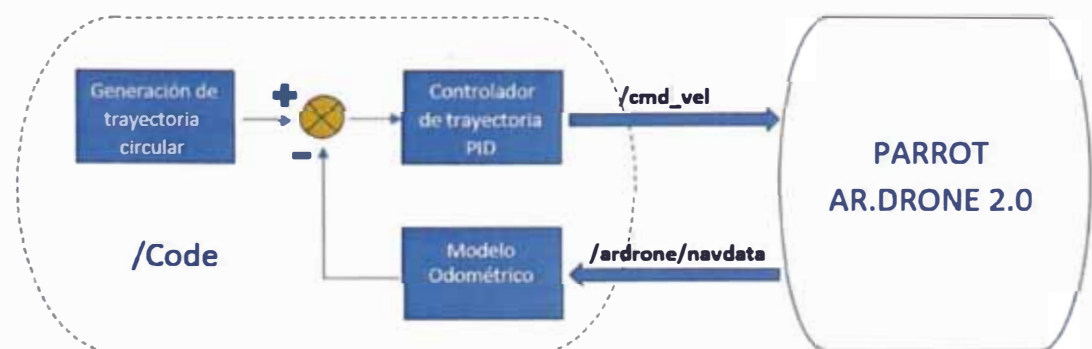 Generación de
trayectoria
circular
+
-
Controlador
de trayectoria
PID
/cmd_vel
PARROT
AR.DRONE 2.0
/Code
Modelo
Odométrico
/ardrone/navdata